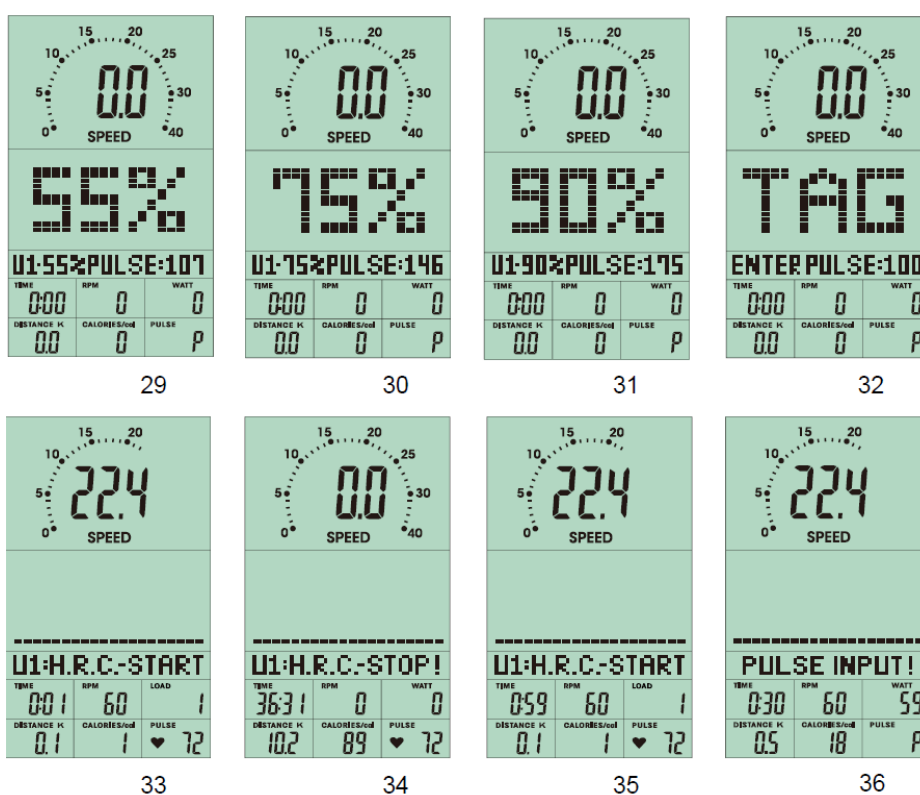 15 20
10 25
5 0.0 30
0 SPEED 40
55%
U1-55%PULSE:107
TIME RPM WATT
0:00 0 0
DISTANCE K CALORIES/cal PULSE
0.0 0 P
29
15 20
10 25
5 0.0 30
0 SPEED 40
75%
U1-75%PULSE:146
TIME RPM WATT
0:00 0 0
DISTANCE K CALORIES/cal PULSE
0.0 0 P
30
15 20
10 25
5 0.0 30
0 SPEED 40
90%
U1-90%PULSE:175
TIME RPM WATT
0:00 0 0
DISTANCE K CALORIES/cal PULSE
0.0 0 P
31
15 20
10 25
5 0.0 30
0 SPEED 40
TAG
ENTER PULSE:100
TIME RPM WATT
0:00 0 0
DISTANCE K CALORIES/cal PULSE
0.0 0 P
32
15 20
10
5 22.4
0 SPEED
U1:H.R.C.-START
TIME RPM LOAD
0:01 60 1
DISTANCE K CALORIES/cal PULSE
0.1 1 72
33
15 20
10 25
5 0.0 30
0 SPEED 40
U1:H.R.C.-STOP!
TIME RPM WATT
36:31 0 0
DISTANCE K CALORIES/cal PULSE
10.2 89 72
34
15 20
10
5 22.4
0 SPEED
U1:H.R.C.-START
TIME RPM LOAD
0:59 60 1
DISTANCE K CALORIES/cal PULSE
0.1 1 72
35
15 20
10
5 22.4
0 SPEED
PULSE INPUT!
TIME RPM WATT
0:30 60 59
DISTANCE K CALORIES/cal PULSE
0.5 18 P
36